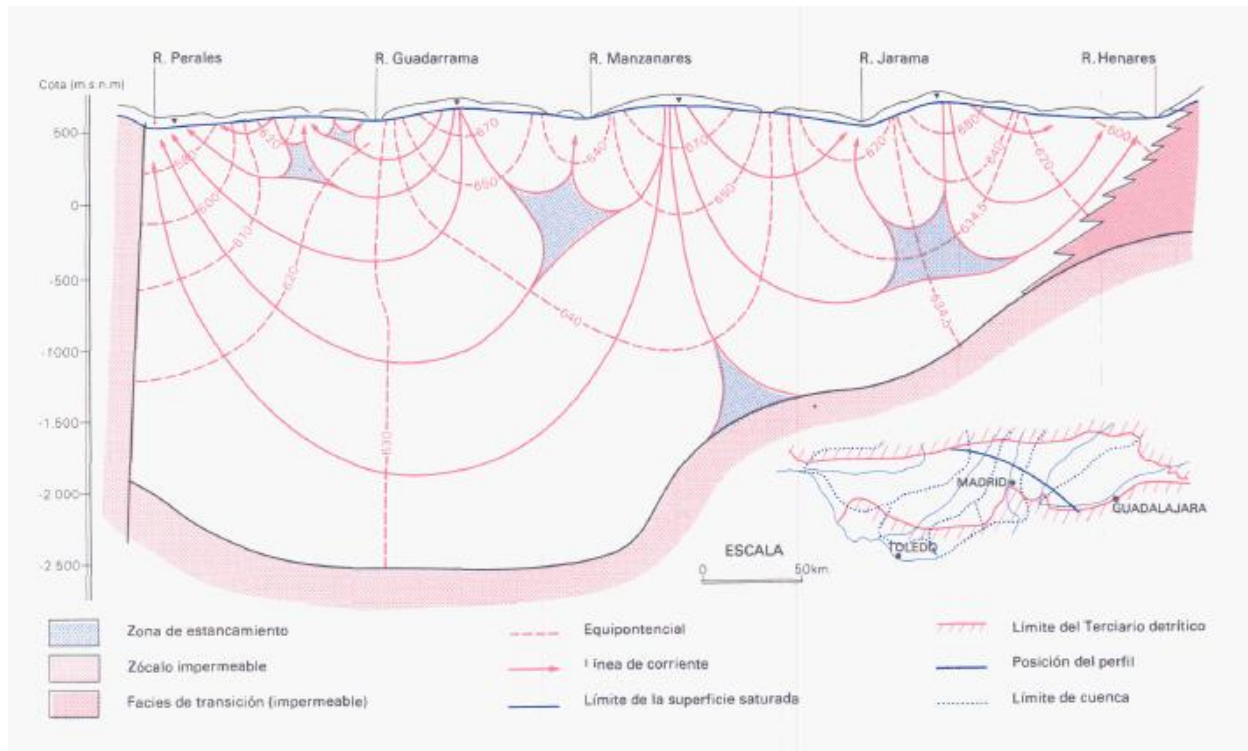 R. Perales
R. Guadarrama
R. Manzanares
R. Jarama
R. Henares
Cota (m.s.n.m)
500
0
-500
-1000
-1.500
-2 000
-2 500
580
600
610
620
630
640
650
670
640
670
650
620
634.5
680
640
620
634.5
600
MADRID
GUADALAJARA
TOLEDO
ESCALA
0 50km.
Zona de estancamiento
Zócalo impermeable
Facies de transición (impermeable)
Equipontencial
Línea de corriente
Límite de la superficie saturada
Límite del Terciario detrítico
Posición del perfil
Límite de cuenca